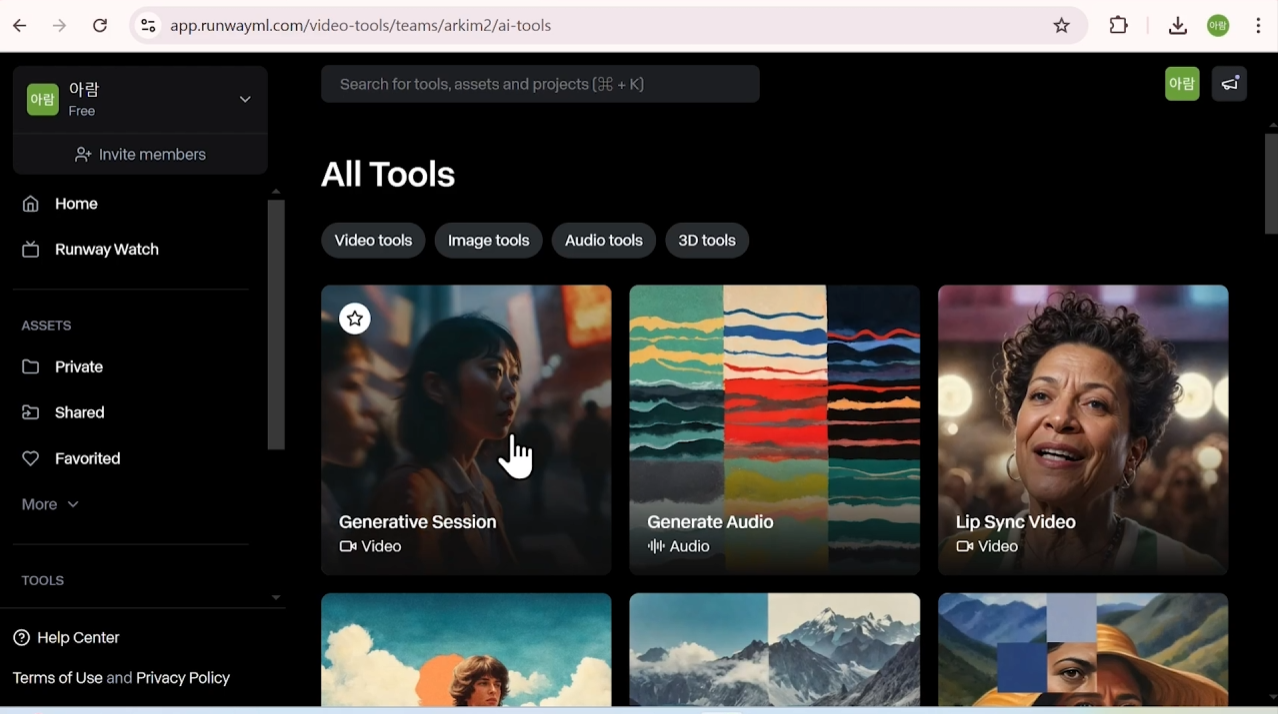 app.runwayml.com/video-tools/teams/arkim2/ai-tools
아람
아람
아람
Free
Invite members
Search for tools, assets and projects (⌘ + K)
아람
Home
Runway Watch
ASSETS
Private
Shared
Favorited
More
TOOLS
Help Center
Terms of Use and Privacy Policy
All Tools
Video tools
Image tools
Audio tools
3D tools
Generative Session
Video
Generate Audio
Audio
Lip Sync Video
Video